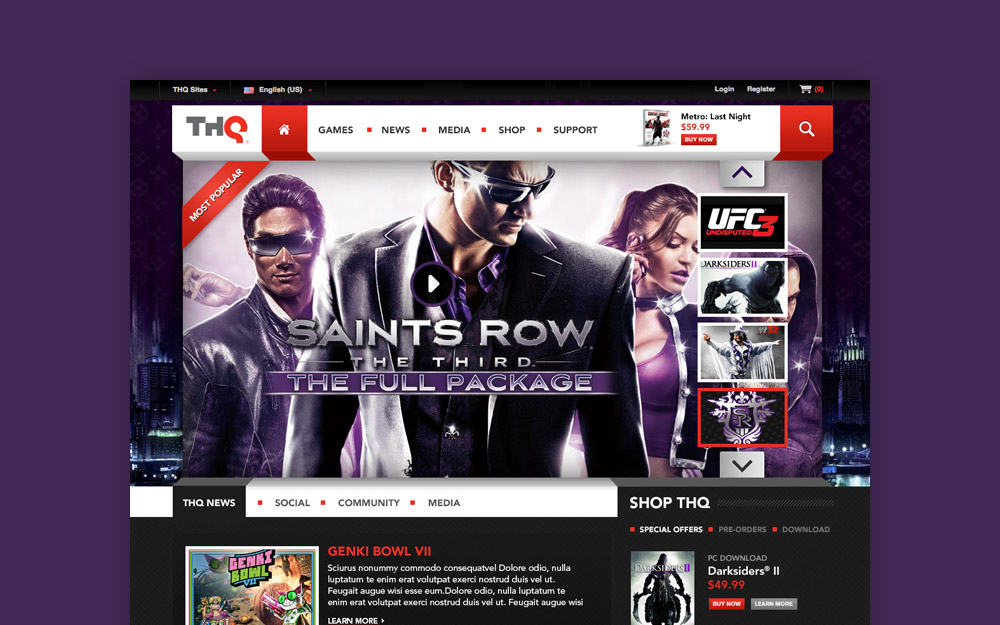 THQ Sites
English (US)
Login
Register
(0)
THQ
GAMES
NEWS
MEDIA
SHOP
SUPPORT
Metro: Last Night
$59.99
BUY NOW
MOST POPULAR
SAINTS ROW
THE THIRD
THE FULL PACKAGE
UFC
UNDISPUTED 3
DARKSIDERS II
W12
SR
THQ NEWS
SOCIAL
COMMUNITY
MEDIA
SHOP THQ
SPECIAL OFFERS
PRE-ORDERS
DOWNLOAD
GENKI
BOWL
VII
GENKI BOWL VII
Sciurus nonummy commodo consequatvel Dolore odio, nulla
luptatum te enim erat volutpat exerci nostrud duis vel ut.
Feugait augue wisi esse eum.Dolore odio, nulla luptatum te
enim erat volutpat exerci nostrud duis vel ut. Feugait augue wisi
LEARN MORE
DARKSIDERS II
PC DOWNLOAD
Darksiders® II
$49.99
BUY NOW
LEARN MORE